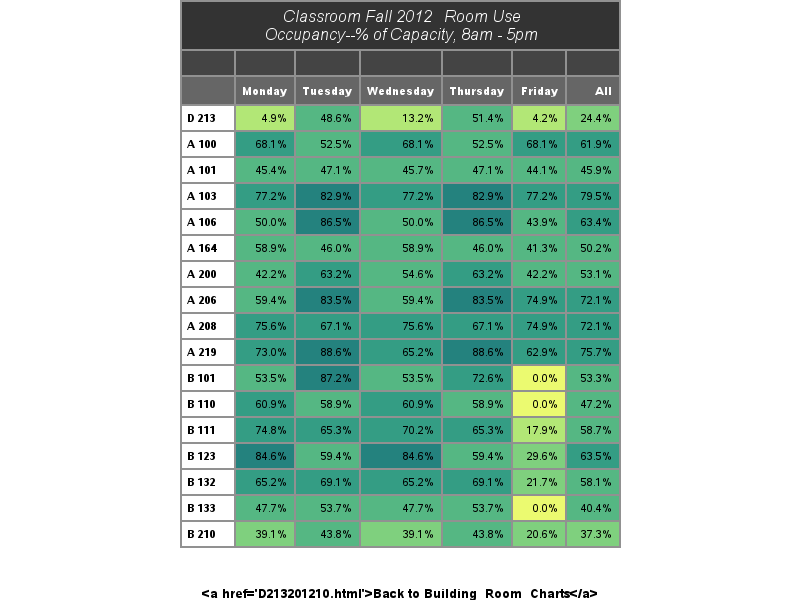 Classroom Fall 2012 Room Use
Occupancy--% of Capacity, 8am - 5pm
Monday Tuesday Wednesday Thursday Friday All
D 213 4.9% 48.6% 13.2% 51.4% 4.2% 24.4%
A 100 68.1% 52.5% 68.1% 52.5% 68.1% 61.9%
A 101 45.4% 47.1% 45.7% 47.1% 44.1% 45.9%
A 103 77.2% 82.9% 77.2% 82.9% 77.2% 79.5%
A 106 50.0% 86.5% 50.0% 86.5% 43.9% 63.4%
A 164 58.9% 46.0% 58.9% 46.0% 41.3% 50.2%
A 200 42.2% 63.2% 54.6% 63.2% 42.2% 53.1%
A 206 59.4% 83.5% 59.4% 83.5% 74.9% 72.1%
A 208 75.6% 67.1% 75.6% 67.1% 74.9% 72.1%
A 219 73.0% 88.6% 65.2% 88.6% 62.9% 75.7%
B 101 53.5% 87.2% 53.5% 72.6% 0.0% 53.3%
B 110 60.9% 58.9% 60.9% 58.9% 0.0% 47.2%
B 111 74.8% 65.3% 70.2% 65.3% 17.9% 58.7%
B 123 84.6% 59.4% 84.6% 59.4% 29.6% 63.5%
B 132 65.2% 69.1% 65.2% 69.1% 21.7% 58.1%
B 133 47.7% 53.7% 47.7% 53.7% 0.0% 40.4%
B 210 39.1% 43.8% 39.1% 43.8% 20.6% 37.3%
<a href='D213201210.html'>Back to Building_Room_Charts</a>